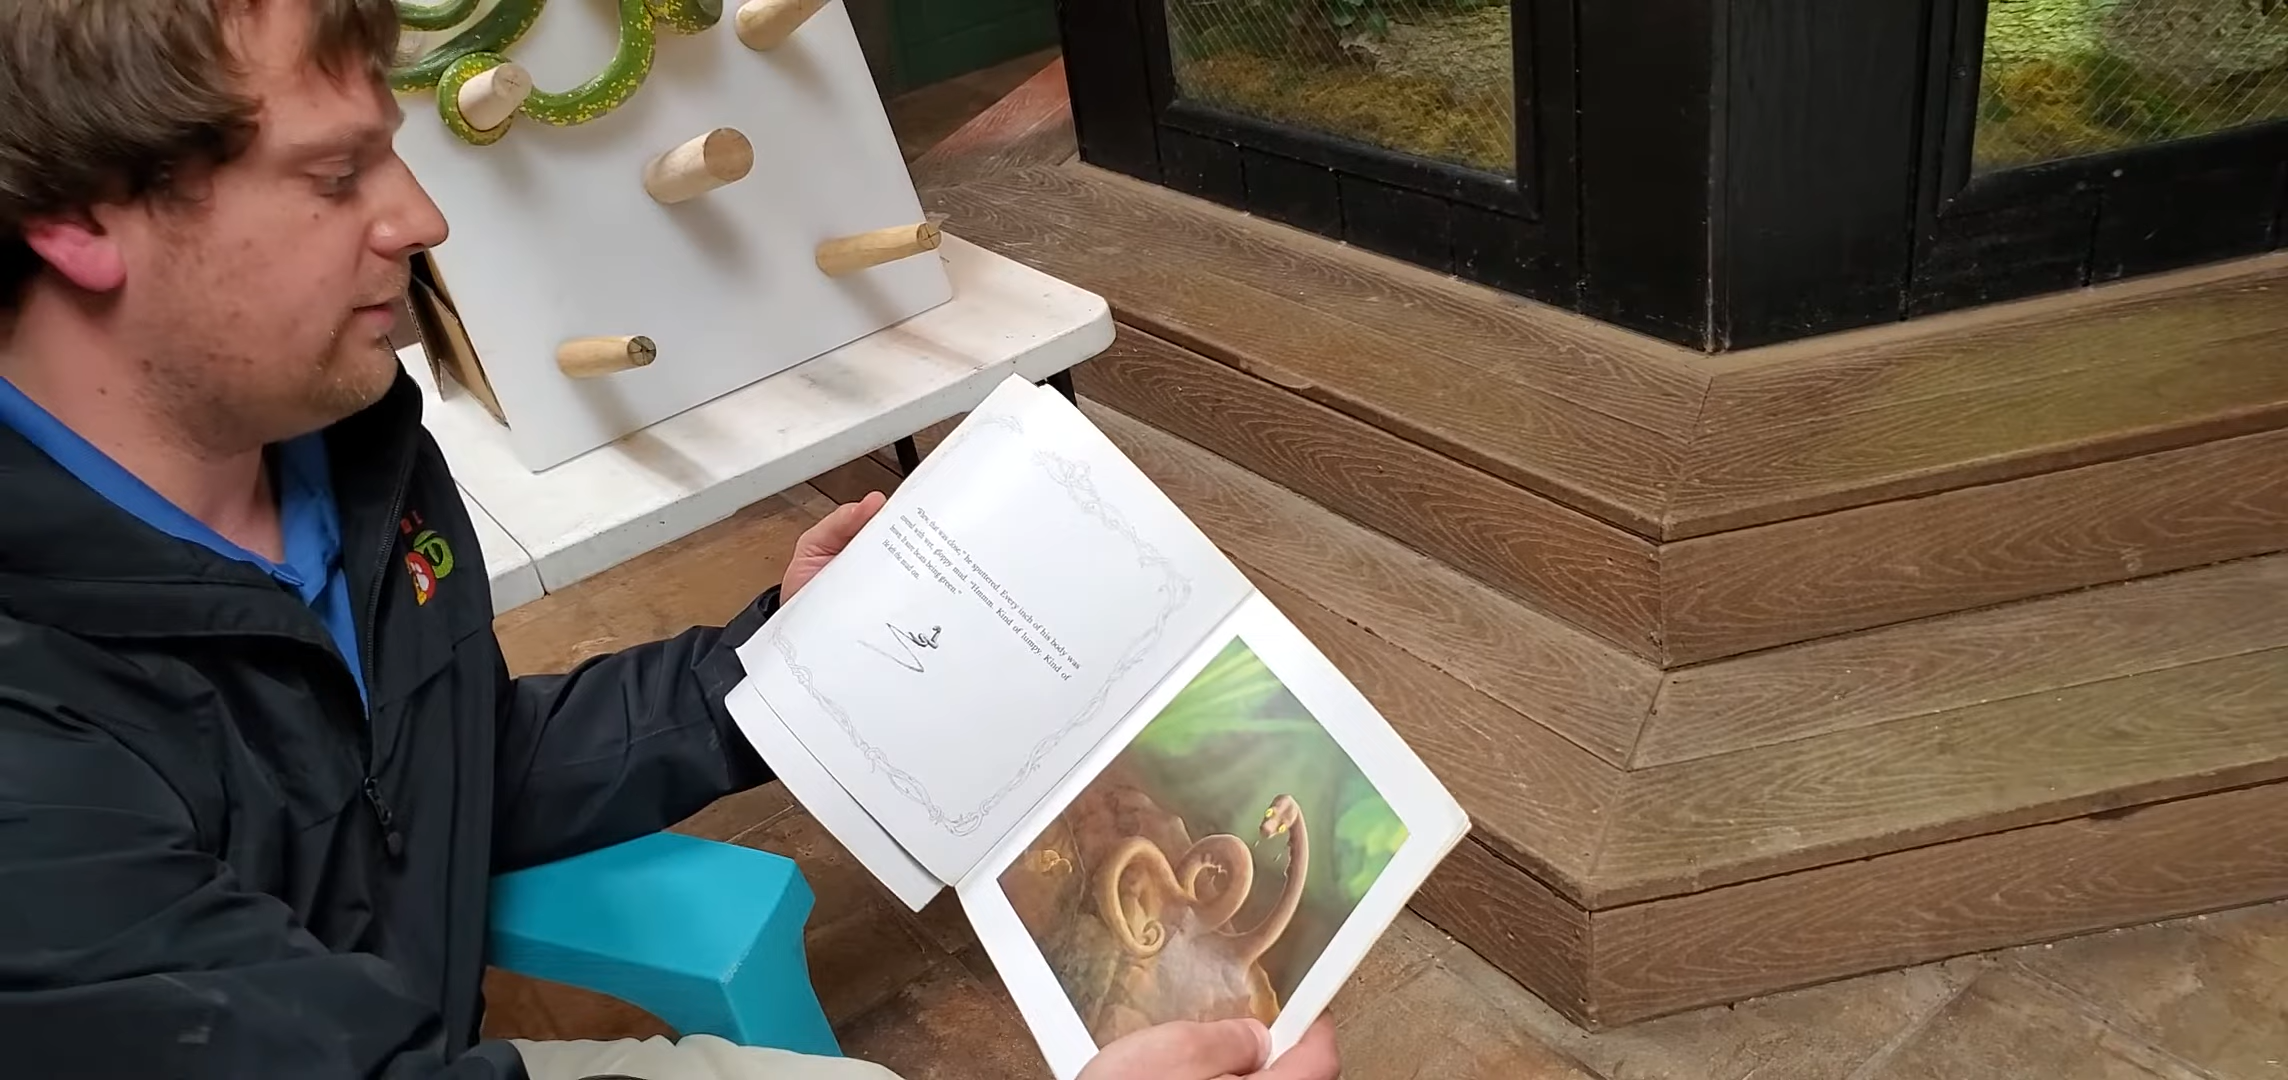 "Phew, that was close," he sputtered. Every inch of his body was
covered with wet, gloppy mud. "Hmmm. Kind of lumpy. Kind of
brown. It sure beats being green."
He left the mud on.